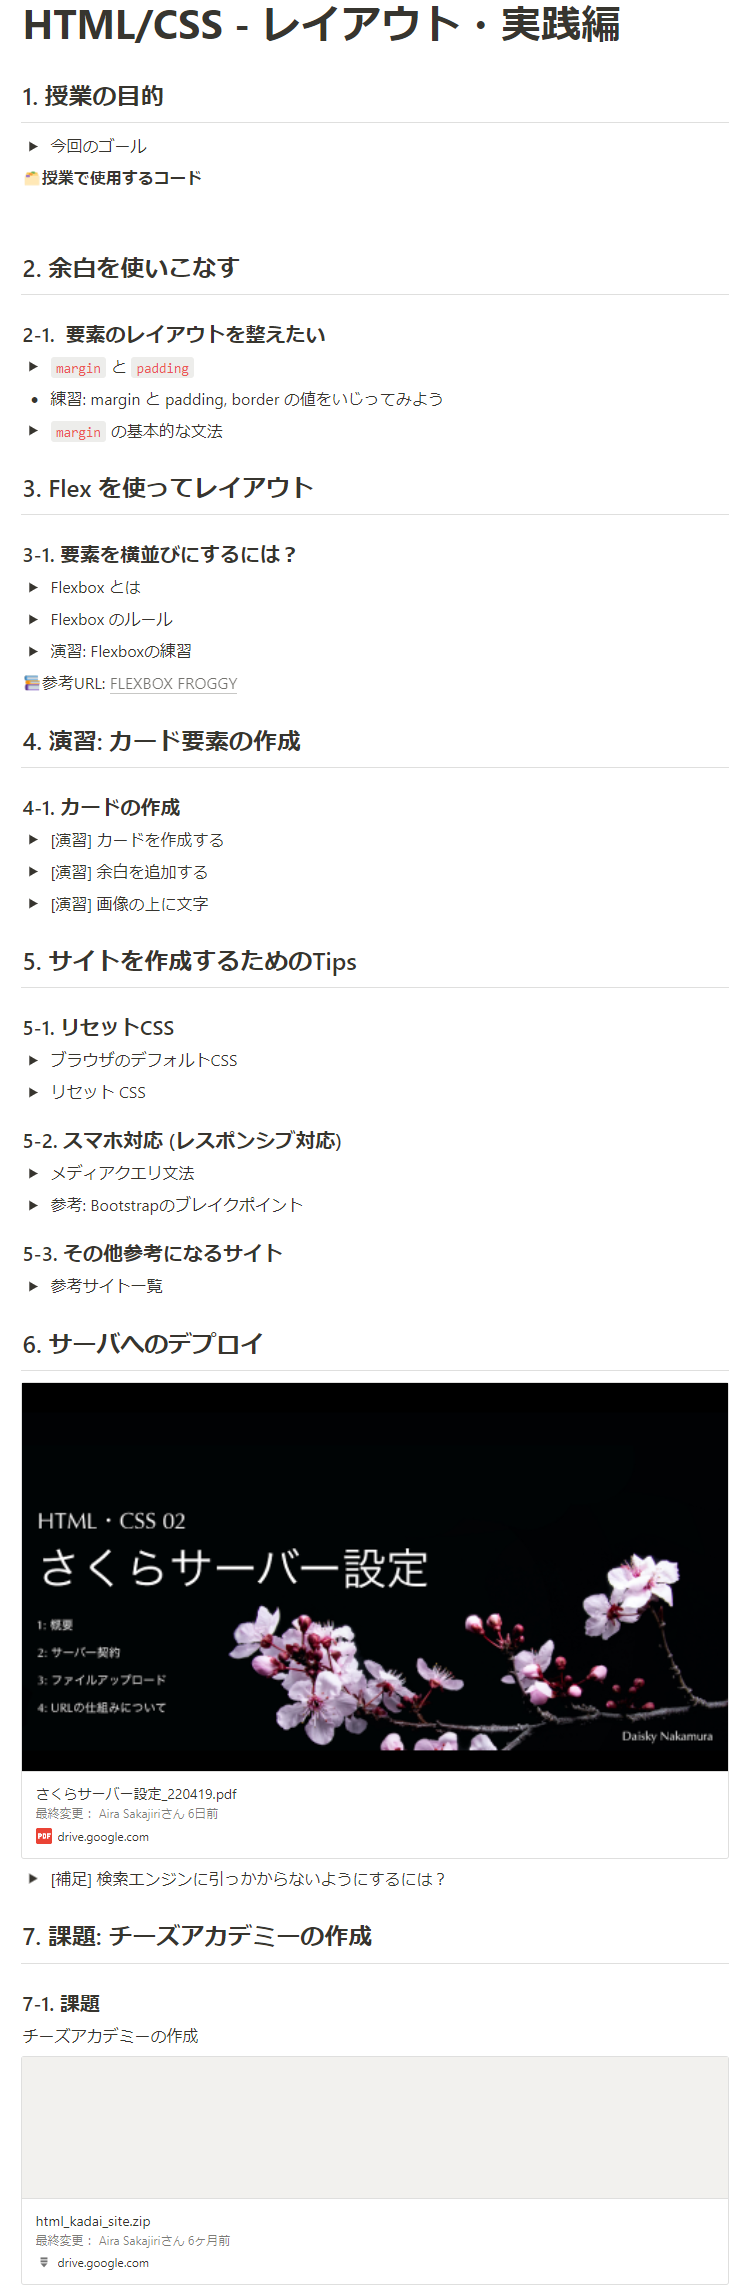 HTML/CSS - レイアウト・実践編
1. 授業の目的
今回のゴール
授業で使用するコード
2. 余白を使いこなす
2-1. 要素のレイアウトを整えたい
margin と padding
練習: margin と padding, border の値をいじってみよう
margin の基本的な文法
3. Flex を使ってレイアウト
3-1. 要素を横並びにするには？
Flexbox とは
Flexbox のルール
演習: Flexboxの練習
参考URL: FLEXBOX FROGGY
4. 演習: カード要素の作成
4-1. カードの作成
[演習] カードを作成する
[演習] 余白を追加する
[演習] 画像の上に文字
5. サイトを作成するためのTips
5-1. リセットCSS
ブラウザのデフォルトCSS
リセット CSS
5-2. スマホ対応 (レスポンシブ対応)
メディアクエリ文法
参考: Bootstrapのブレイクポイント
5-3. その他参考になるサイト
参考サイト一覧
6. サーバへのデプロイ
HTML・CSS 02
さくらサーバー設定
1: 概要
2: サーバー契約
3: ファイルアップロード
4: URLの仕組みについて
Daisky Nakamura
さくらサーバー設定_220419.pdf
最終変更： Aira Sakajiriさん 6日前
PDF drive.google.com
[補足] 検索エンジンに引っかからないようにするには？
7. 課題: チーズアカデミーの作成
7-1. 課題
チーズアカデミーの作成
html_kadai_site.zip
最終変更： Aira Sakajiriさん 6ヶ月前
drive.google.com